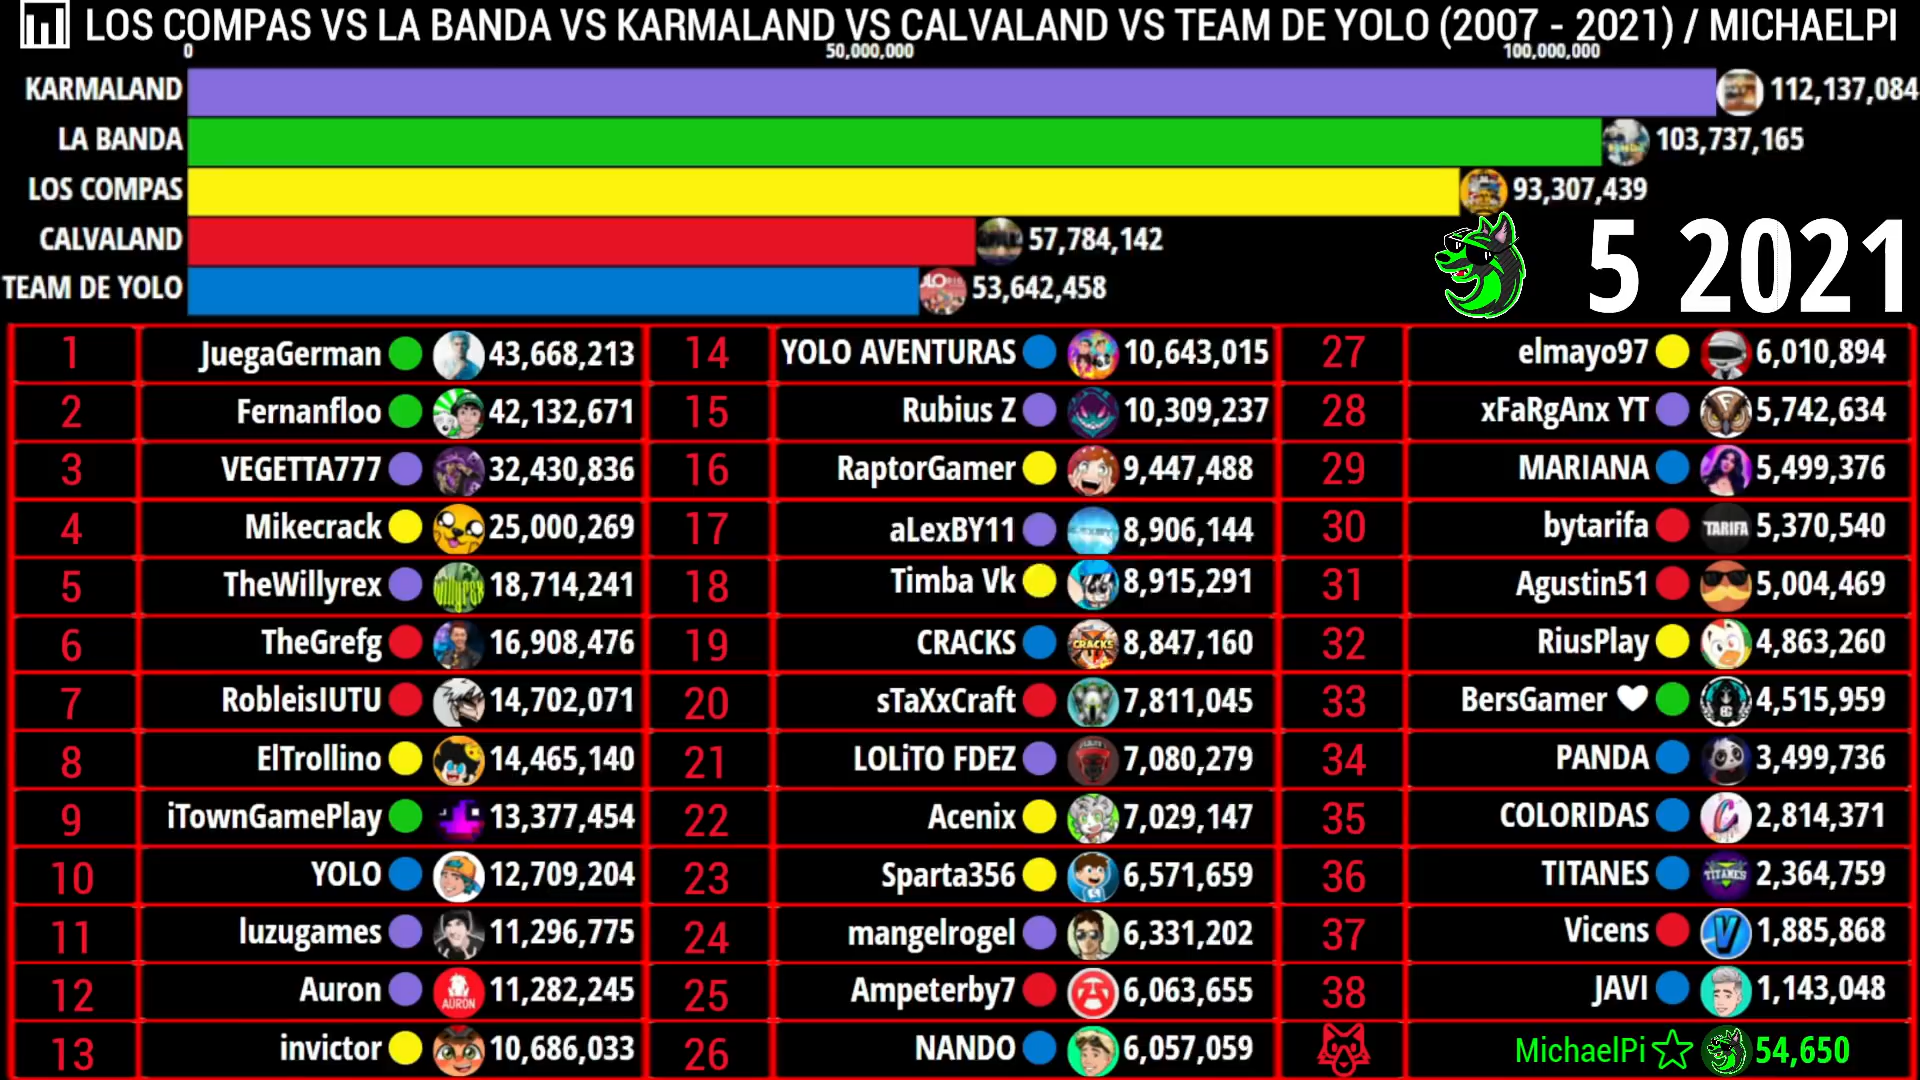 LOS COMPAS VS LA BANDA VS KARMALAND VS CALVALAND VS TEAM DE YOLO (2007 - 2021) / MICHAELPI
0 50,000,000 100,000,000
KARMALAND 112,137,084
LA BANDA 103,737,165
LOS COMPAS 93,307,439
CALVALAND 57,784,142
TEAM DE YOLO 53,642,458
5 2021
1 JuegaGerman 43,668,213
2 Fernanfloo 42,132,671
3 VEGETTA777 32,430,836
4 Mikecrack 25,000,269
5 TheWillyrex 18,714,241
6 TheGrefg 16,908,476
7 RobleisIUTU 14,702,071
8 ElTrollino 14,465,140
9 iTownGamePlay 13,377,454
10 YOLO 12,709,204
11 luzugames 11,296,775
12 Auron AURON 11,282,245
13 invictor 10,686,033
14 YOLO AVENTURAS 10,643,015
15 Rubius Z 10,309,237
16 RaptorGamer 9,447,488
17 aLexBY11 8,906,144
18 Timba Vk 8,915,291
19 CRACKS CRACKS 8,847,160
20 sTaXxCraft 7,811,045
21 LOLiTO FDEZ 7,080,279
22 Acenix 7,029,147
23 Sparta356 6,571,659
24 mangelrogel 6,331,202
25 Ampeterby7 6,063,655
26 NANDO 6,057,059
27 elmayo97 6,010,894
28 xFaRgAnx YT 5,742,634
29 MARIANA 5,499,376
30 bytarifa TARIFA 5,370,540
31 Agustin51 5,004,469
32 RiusPlay 4,863,260
33 BersGamer 4,515,959
34 PANDA 3,499,736
35 COLORIDAS C 2,814,371
36 TITANES TITANES 2,364,759
37 Vicens V 1,885,868
38 JAVI 1,143,048
MichaelPi 54,650